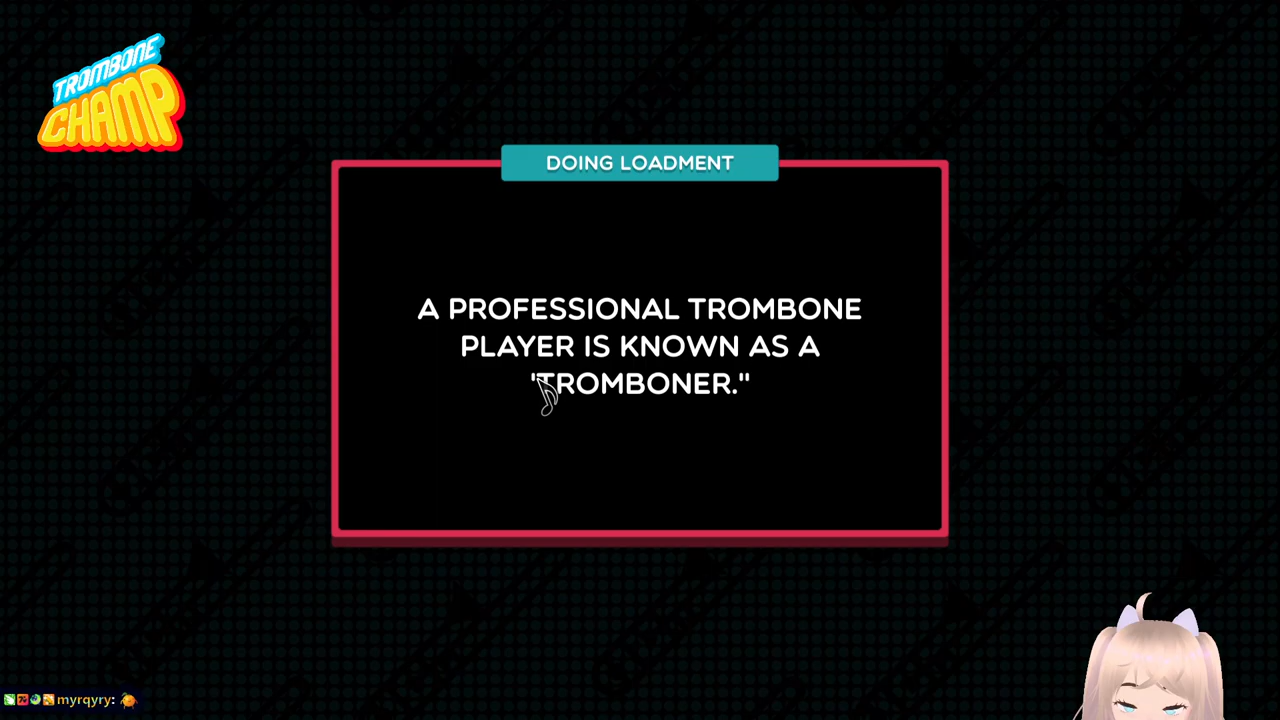 TROMBONE
CHAMP
DOING LOADMENT
A PROFESSIONAL TROMBONE
PLAYER IS KNOWN AS A
'TROMBONER."
myrqyry: